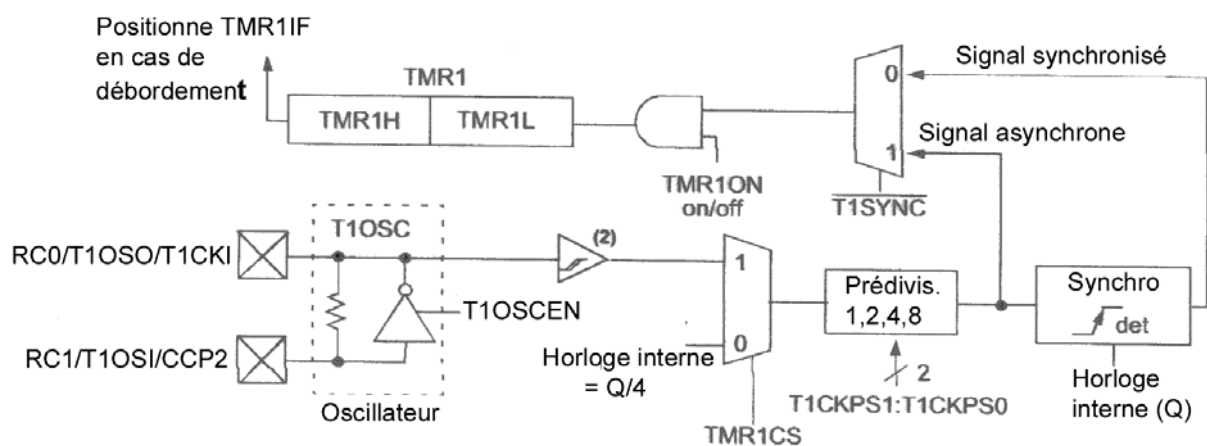 Positionne TMR1IF
en cas de
débordement
TMR1
TMR1H
TMR1L
TMR1ON
on/off
0
1
T1SYNC
Signal synchronisé
Signal asynchrone
RC0/T1OSO/T1CKI
RC1/T1OSI/CCP2
T1OSC
T1OSCEN
Oscillateur
(2)
1
0
Horloge interne
= Q/4
TMR1CS
Prédivis.
1,2,4,8
2
T1CKPS1:T1CKPS0
Synchro
det
Horloge
interne (Q)